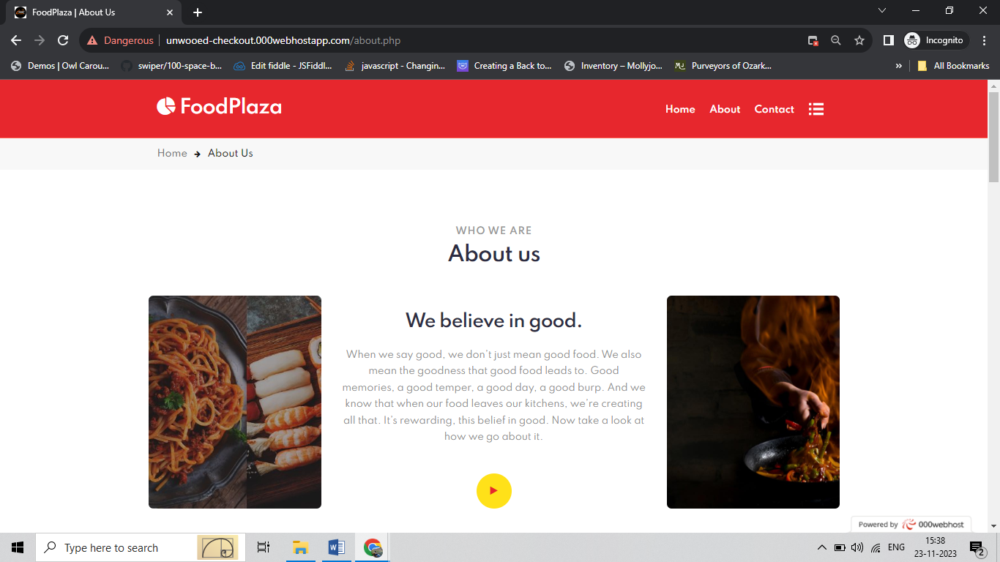 FoodPlaza | About Us
Dangerous
unwooed-checkout.000webhostapp.com/about.php
Incognito
Demos | Owl Carou...
swiper/100-space-b...
Edit fiddle - JSFiddl...
javascript - Changin...
Creating a Back to...
Inventory – Mollyjo...
Purveyors of Ozark...
»
All Bookmarks
FoodPlaza
Home
About
Contact
Home → About Us
WHO WE ARE
About us
We believe in good.
When we say good, we don't just mean good food. We also
mean the goodness that good food leads to. Good
memories, a good temper, a good day, a good burp. And we
know that when our food leaves our kitchens, we're creating
all that. It's rewarding, this belief in good. Now take a look at
how we go about it.
Powered by 000webhost
Type here to search
ENG
15:38
23-11-2023
2